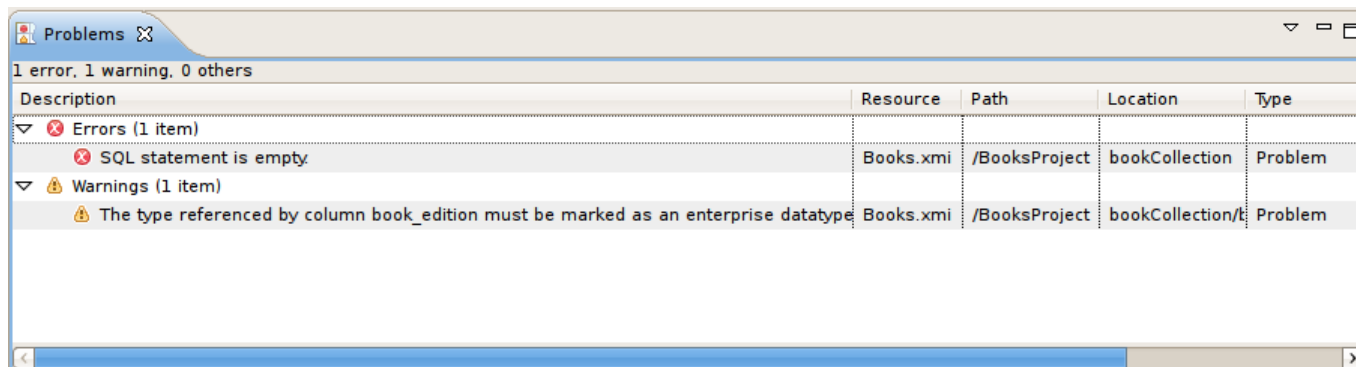 Problems
1 error, 1 warning, 0 others
Description Resource Path Location Type
Errors (1 item)
SQL statement is empty. Books.xmi /BooksProject bookCollection Problem
Warnings (1 item)
The type referenced by column book_edition must be marked as an enterprise datatype Books.xmi /BooksProject bookCollection/ Problem